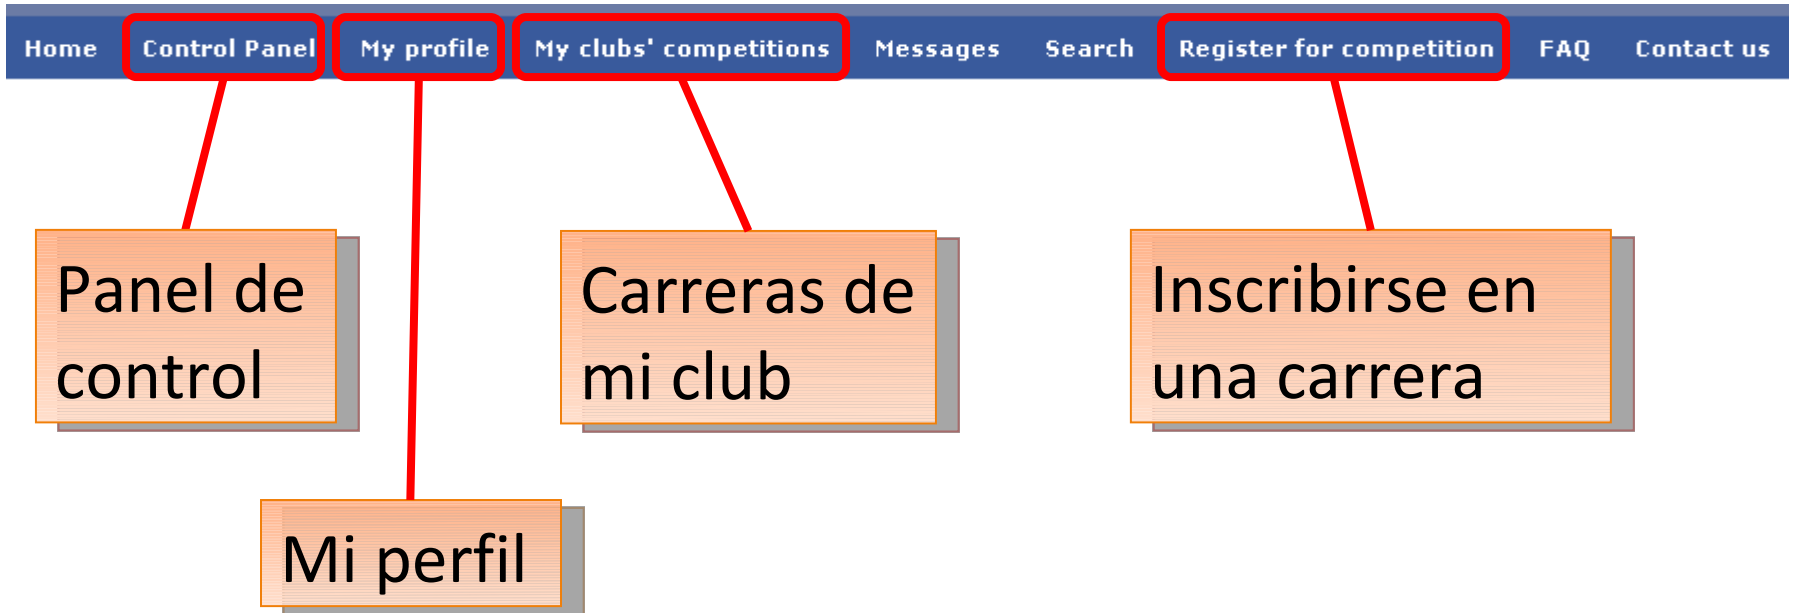 Home Control Panel My profile My clubs' competitions Messages Search Register for competition FAQ Contact us
Panel de
control
Carreras de
mi club
Inscribirse en
una carrera
Mi perfil